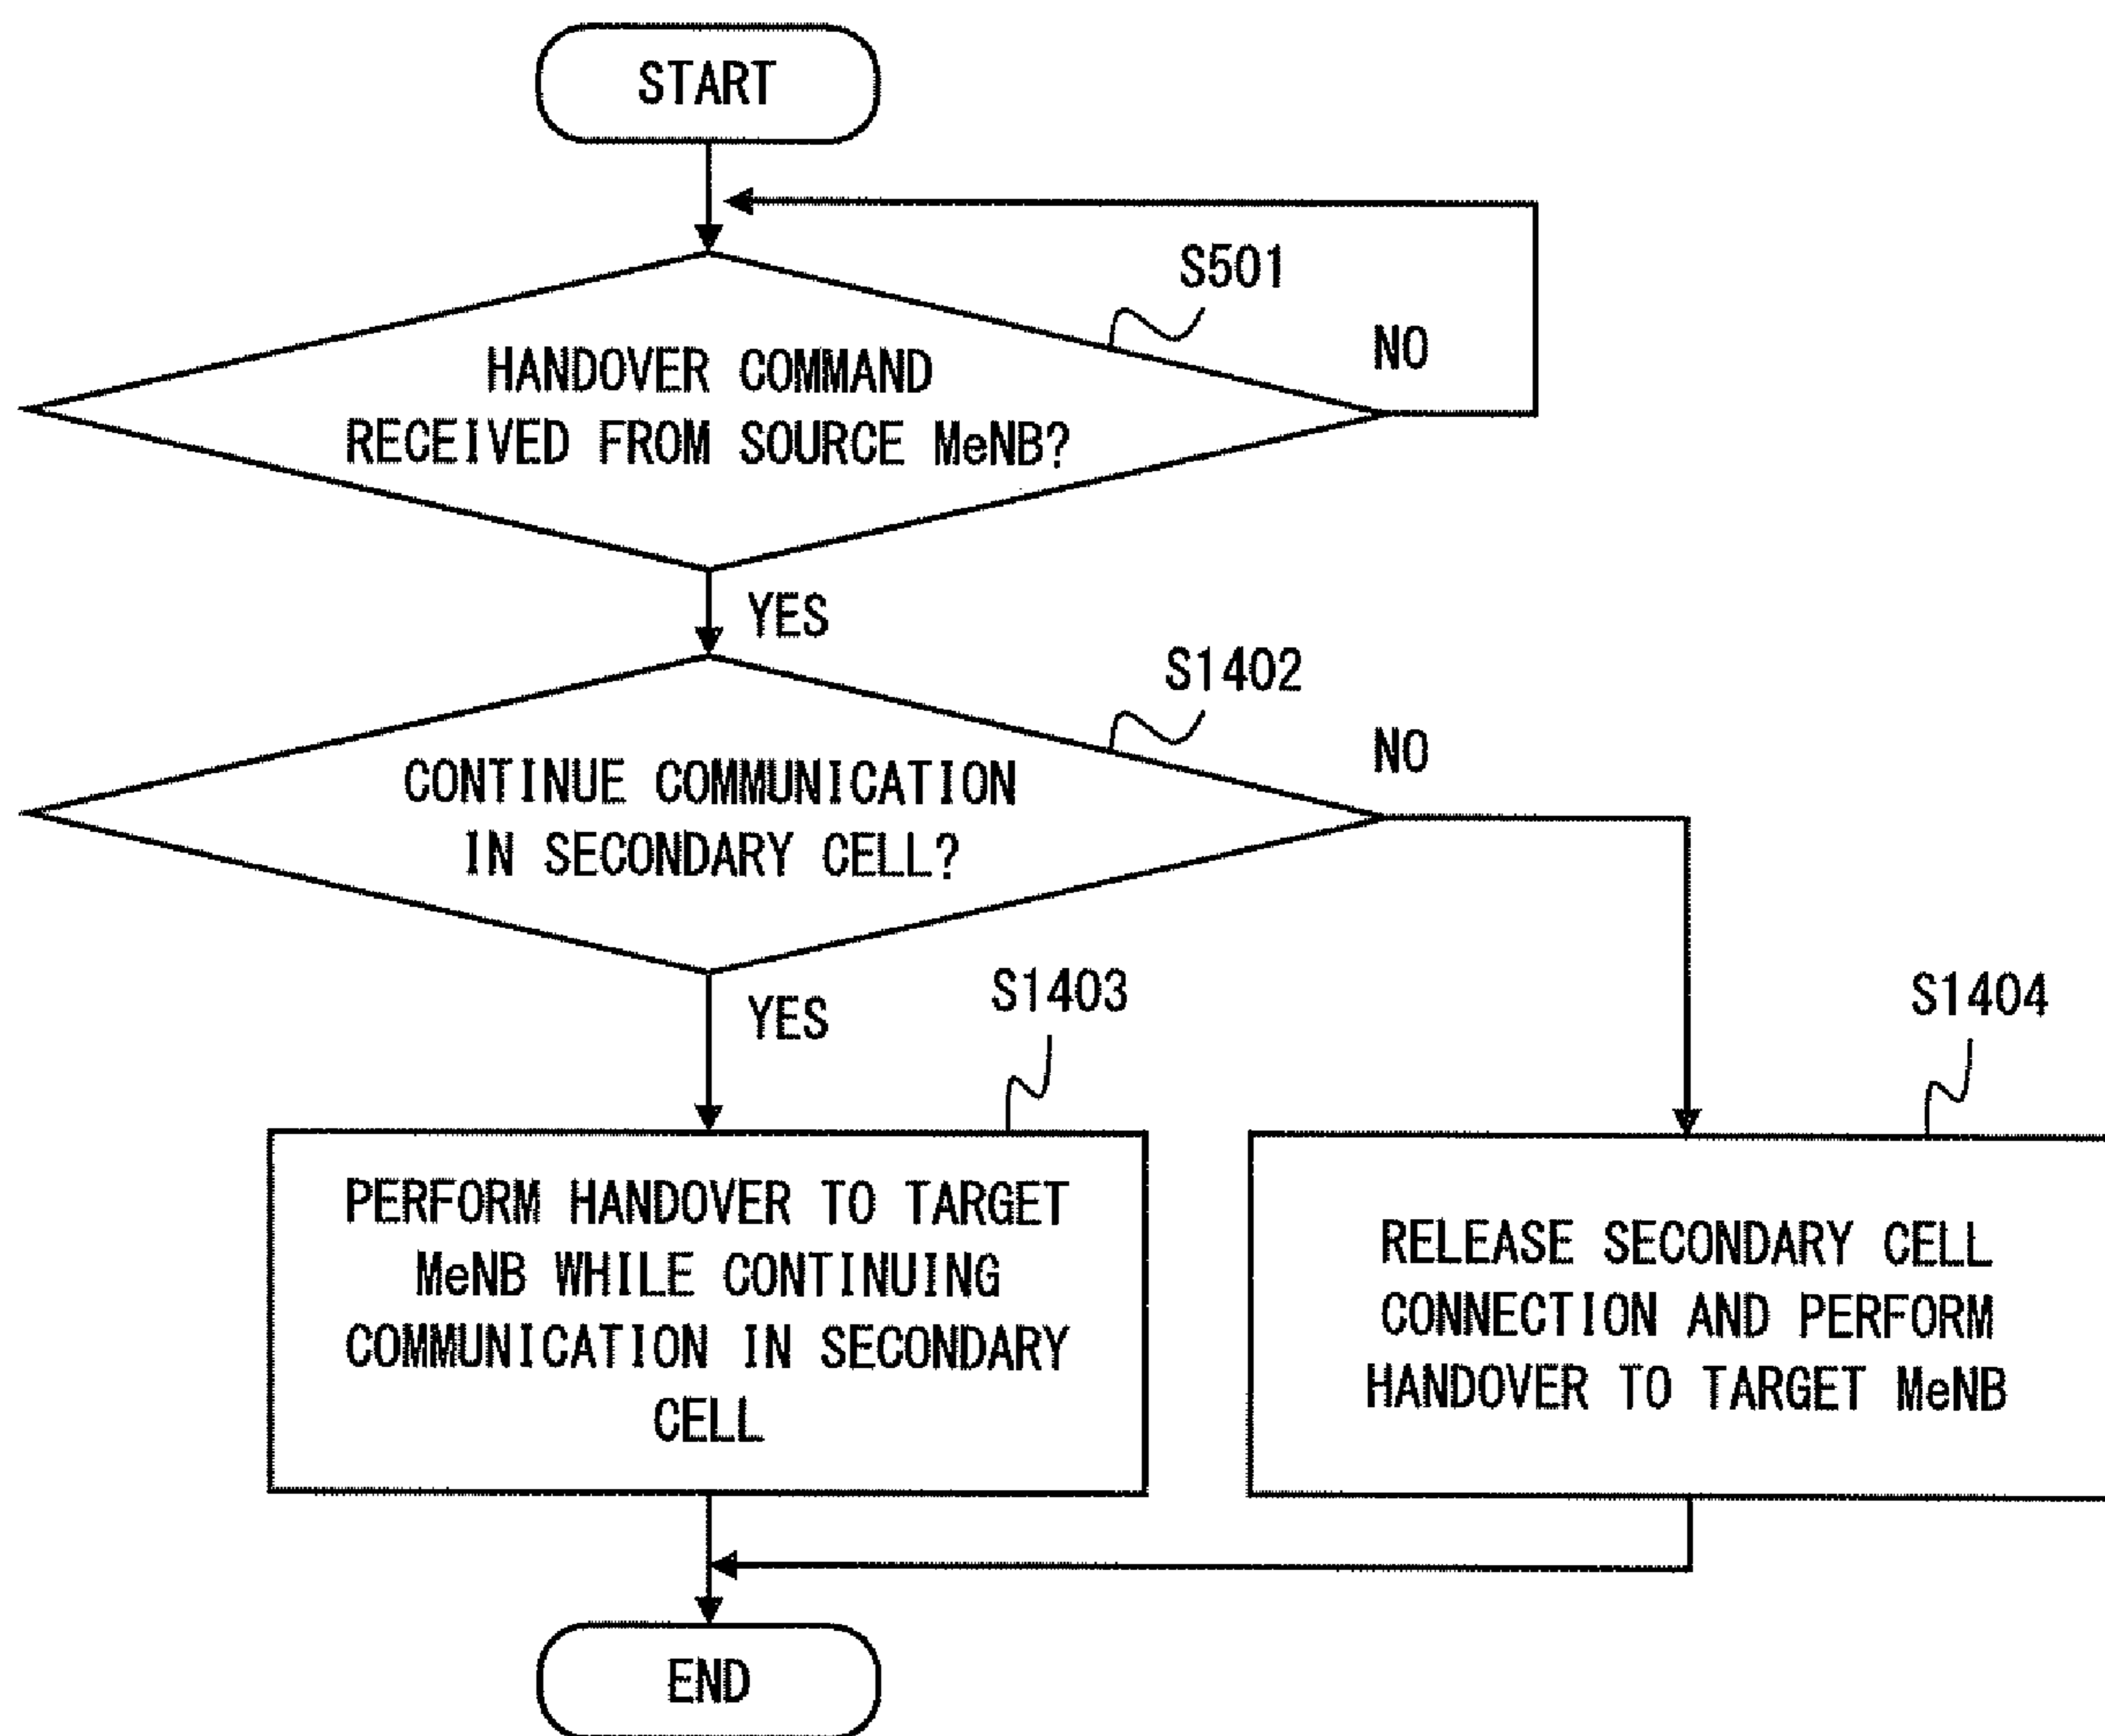 START
S501
NO
HANDOVER COMMAND
RECEIVED FROM SOURCE MeNB?
YES
S1402
NO
CONTINUE COMMUNICATION
IN SECONDARY CELL?
YES
S1403
S1404
PERFORM HANDOVER TO TARGET
MeNB WHILE CONTINUING
COMMUNICATION IN SECONDARY
CELL
RELEASE SECONDARY CELL
CONNECTION AND PERFORM
HANDOVER TO TARGET MeNB
END